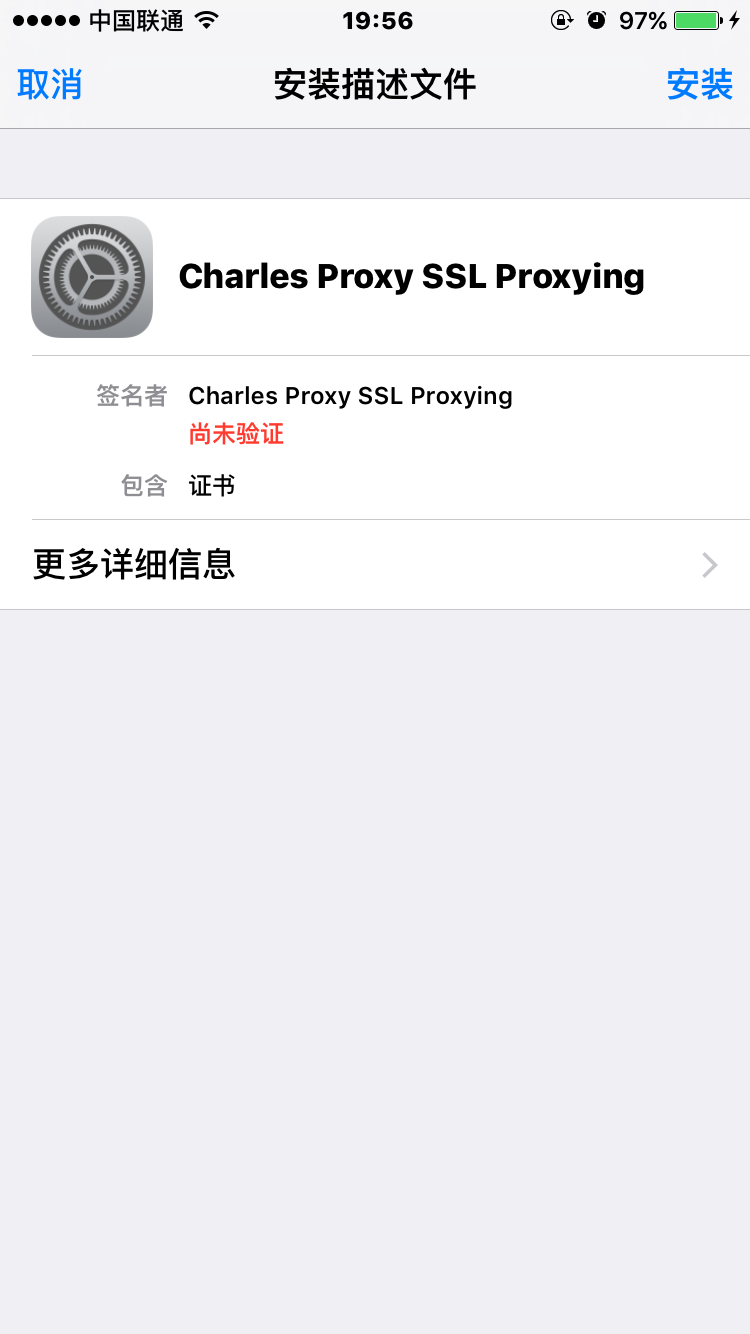 中国联通 19:56 97%
取消 安装描述文件 安装
Charles Proxy SSL Proxying
签名者 Charles Proxy SSL Proxying
尚未验证
包含 证书
更多详细信息